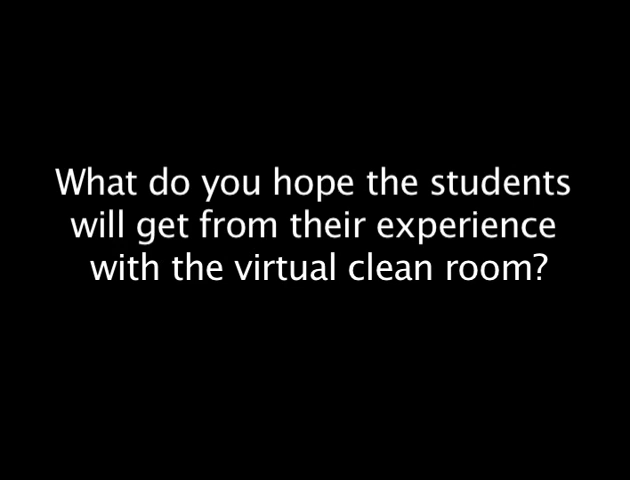 What do you hope the students
will get from their experience
with the virtual clean room?